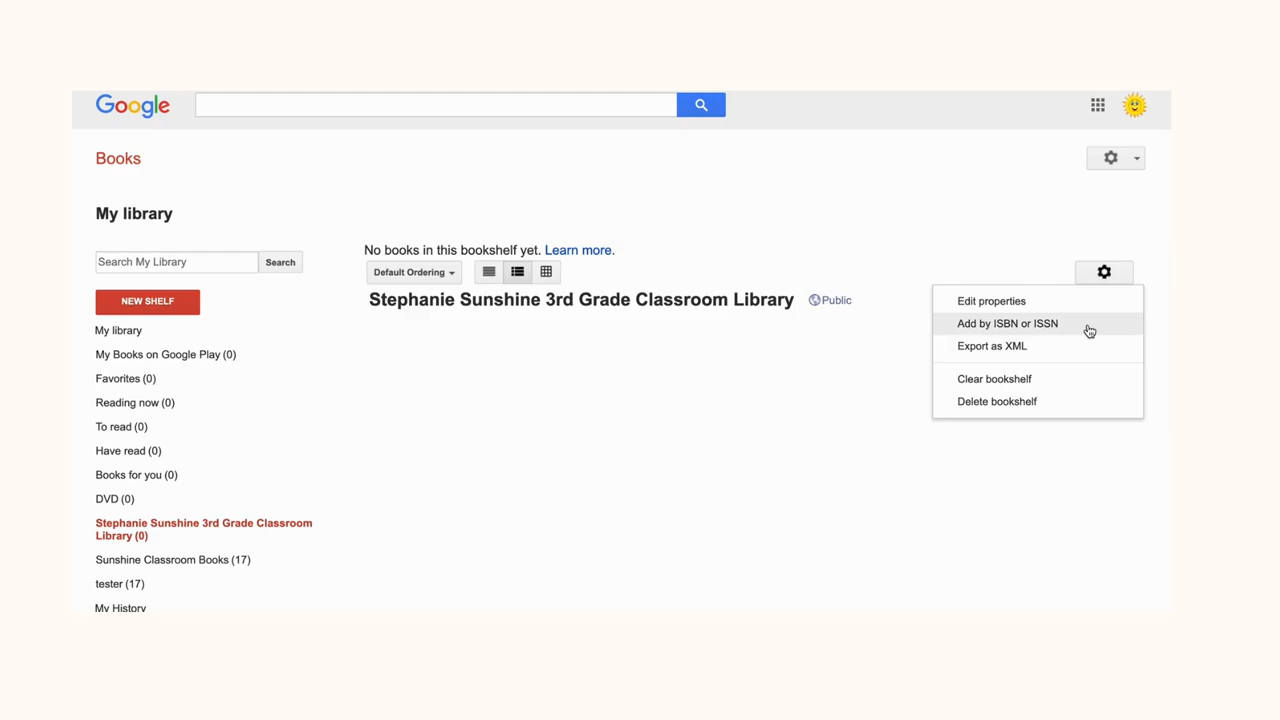 Google
Books
My library
No books in this bookshelf yet. Learn more.
Search My Library
Search
Default Ordering
Stephanie Sunshine 3rd Grade Classroom Library
Public
NEW SHELF
My library
My Books on Google Play (0)
Favorites (0)
Reading now (0)
To read (0)
Have read (0)
Books for you (0)
DVD (0)
Stephanie Sunshine 3rd Grade Classroom
Library (0)
Sunshine Classroom Books (17)
tester (17)
My History
Edit properties
Add by ISBN or ISSN
Export as XML
Clear bookshelf
Delete bookshelf